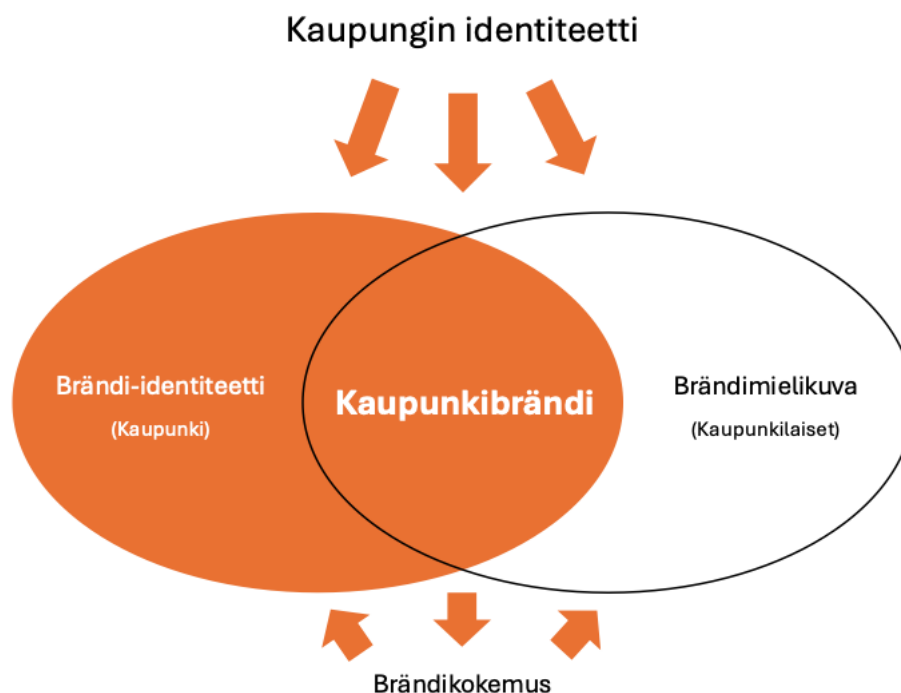 Kaupungin identiteetti
Brändi-identiteetti
(Kaupunki)
Kaupunkibrändi
Brändimielikuva
(Kaupunkilaiset)
Brändikokemus